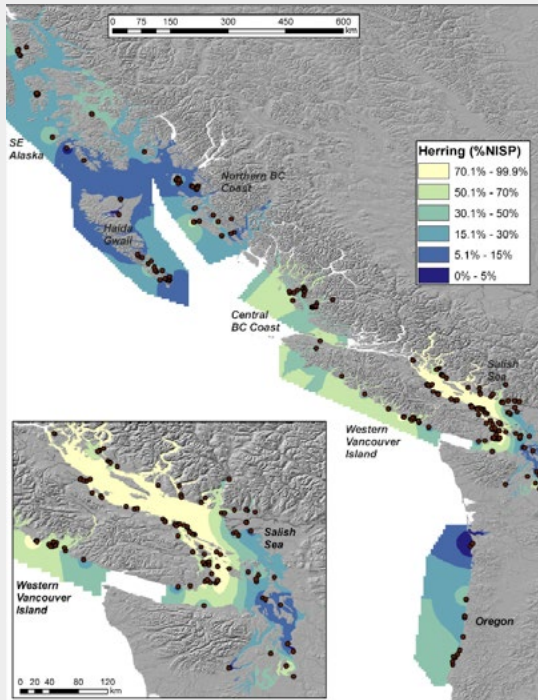 0 75 150 300 450 600
km
SE
Alaska
Northern BC
Coast
Haida
Gwaii
Herring (%NISP)
70.1% - 99.9%
50.1% - 70%
30.1% - 50%
15.1% - 30%
5.1% - 15%
0% - 5%
Central
BC Coast
Salish
Sea
Western
Vancouver
Island
Oregon
Salish
Sea
Western
Vancouver
Island
0 20 40 80 120
km